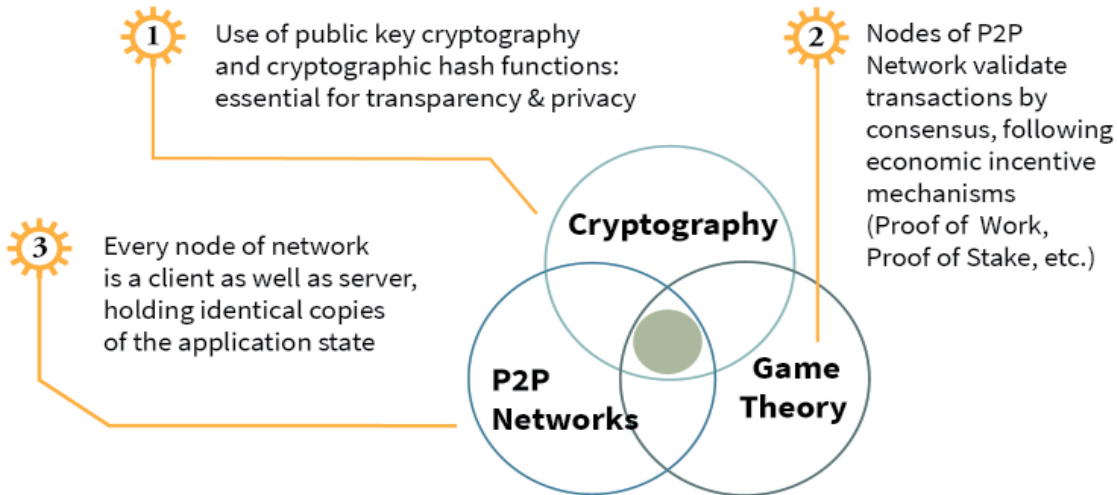 1
Use of public key cryptography
and cryptographic hash functions:
essential for transparency & privacy
2
Nodes of P2P
Network validate
transactions by
consensus, following
economic incentive
mechanisms
(Proof of Work,
Proof of Stake, etc.)
3
Every node of network
is a client as well as server,
holding identical copies
of the application state
Cryptography
P2P
Networks
Game
Theory